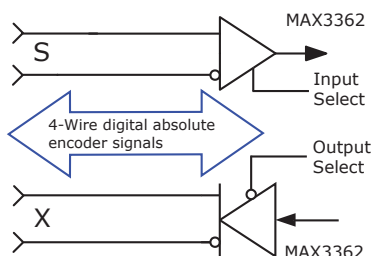 MAX3362
S
Input
Select
4-Wire digital absolute
encoder signals
Output
Select
X
MAX3362